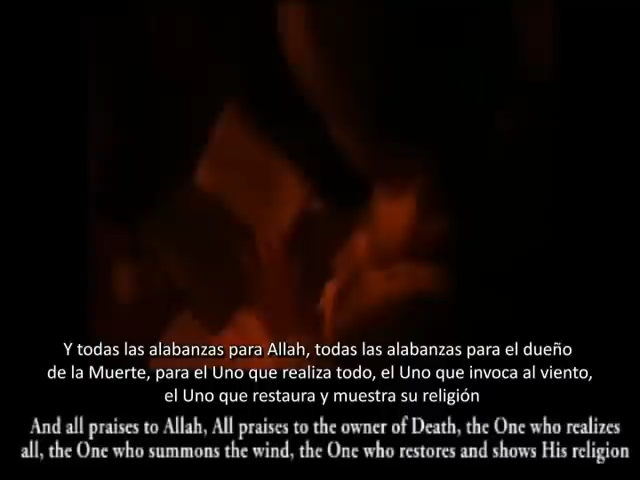 Y todas las alabanzas para Allah, todas las alabanzas para el dueño
de la Muerte, para el Uno que realiza todo, el Uno que invoca al viento,
el Uno que restaura y muestra su religión
And all praises to Allah, All praises to the owner of Death, the One who realizes
all, the One who summons the wind, the One who restores and shows His religion